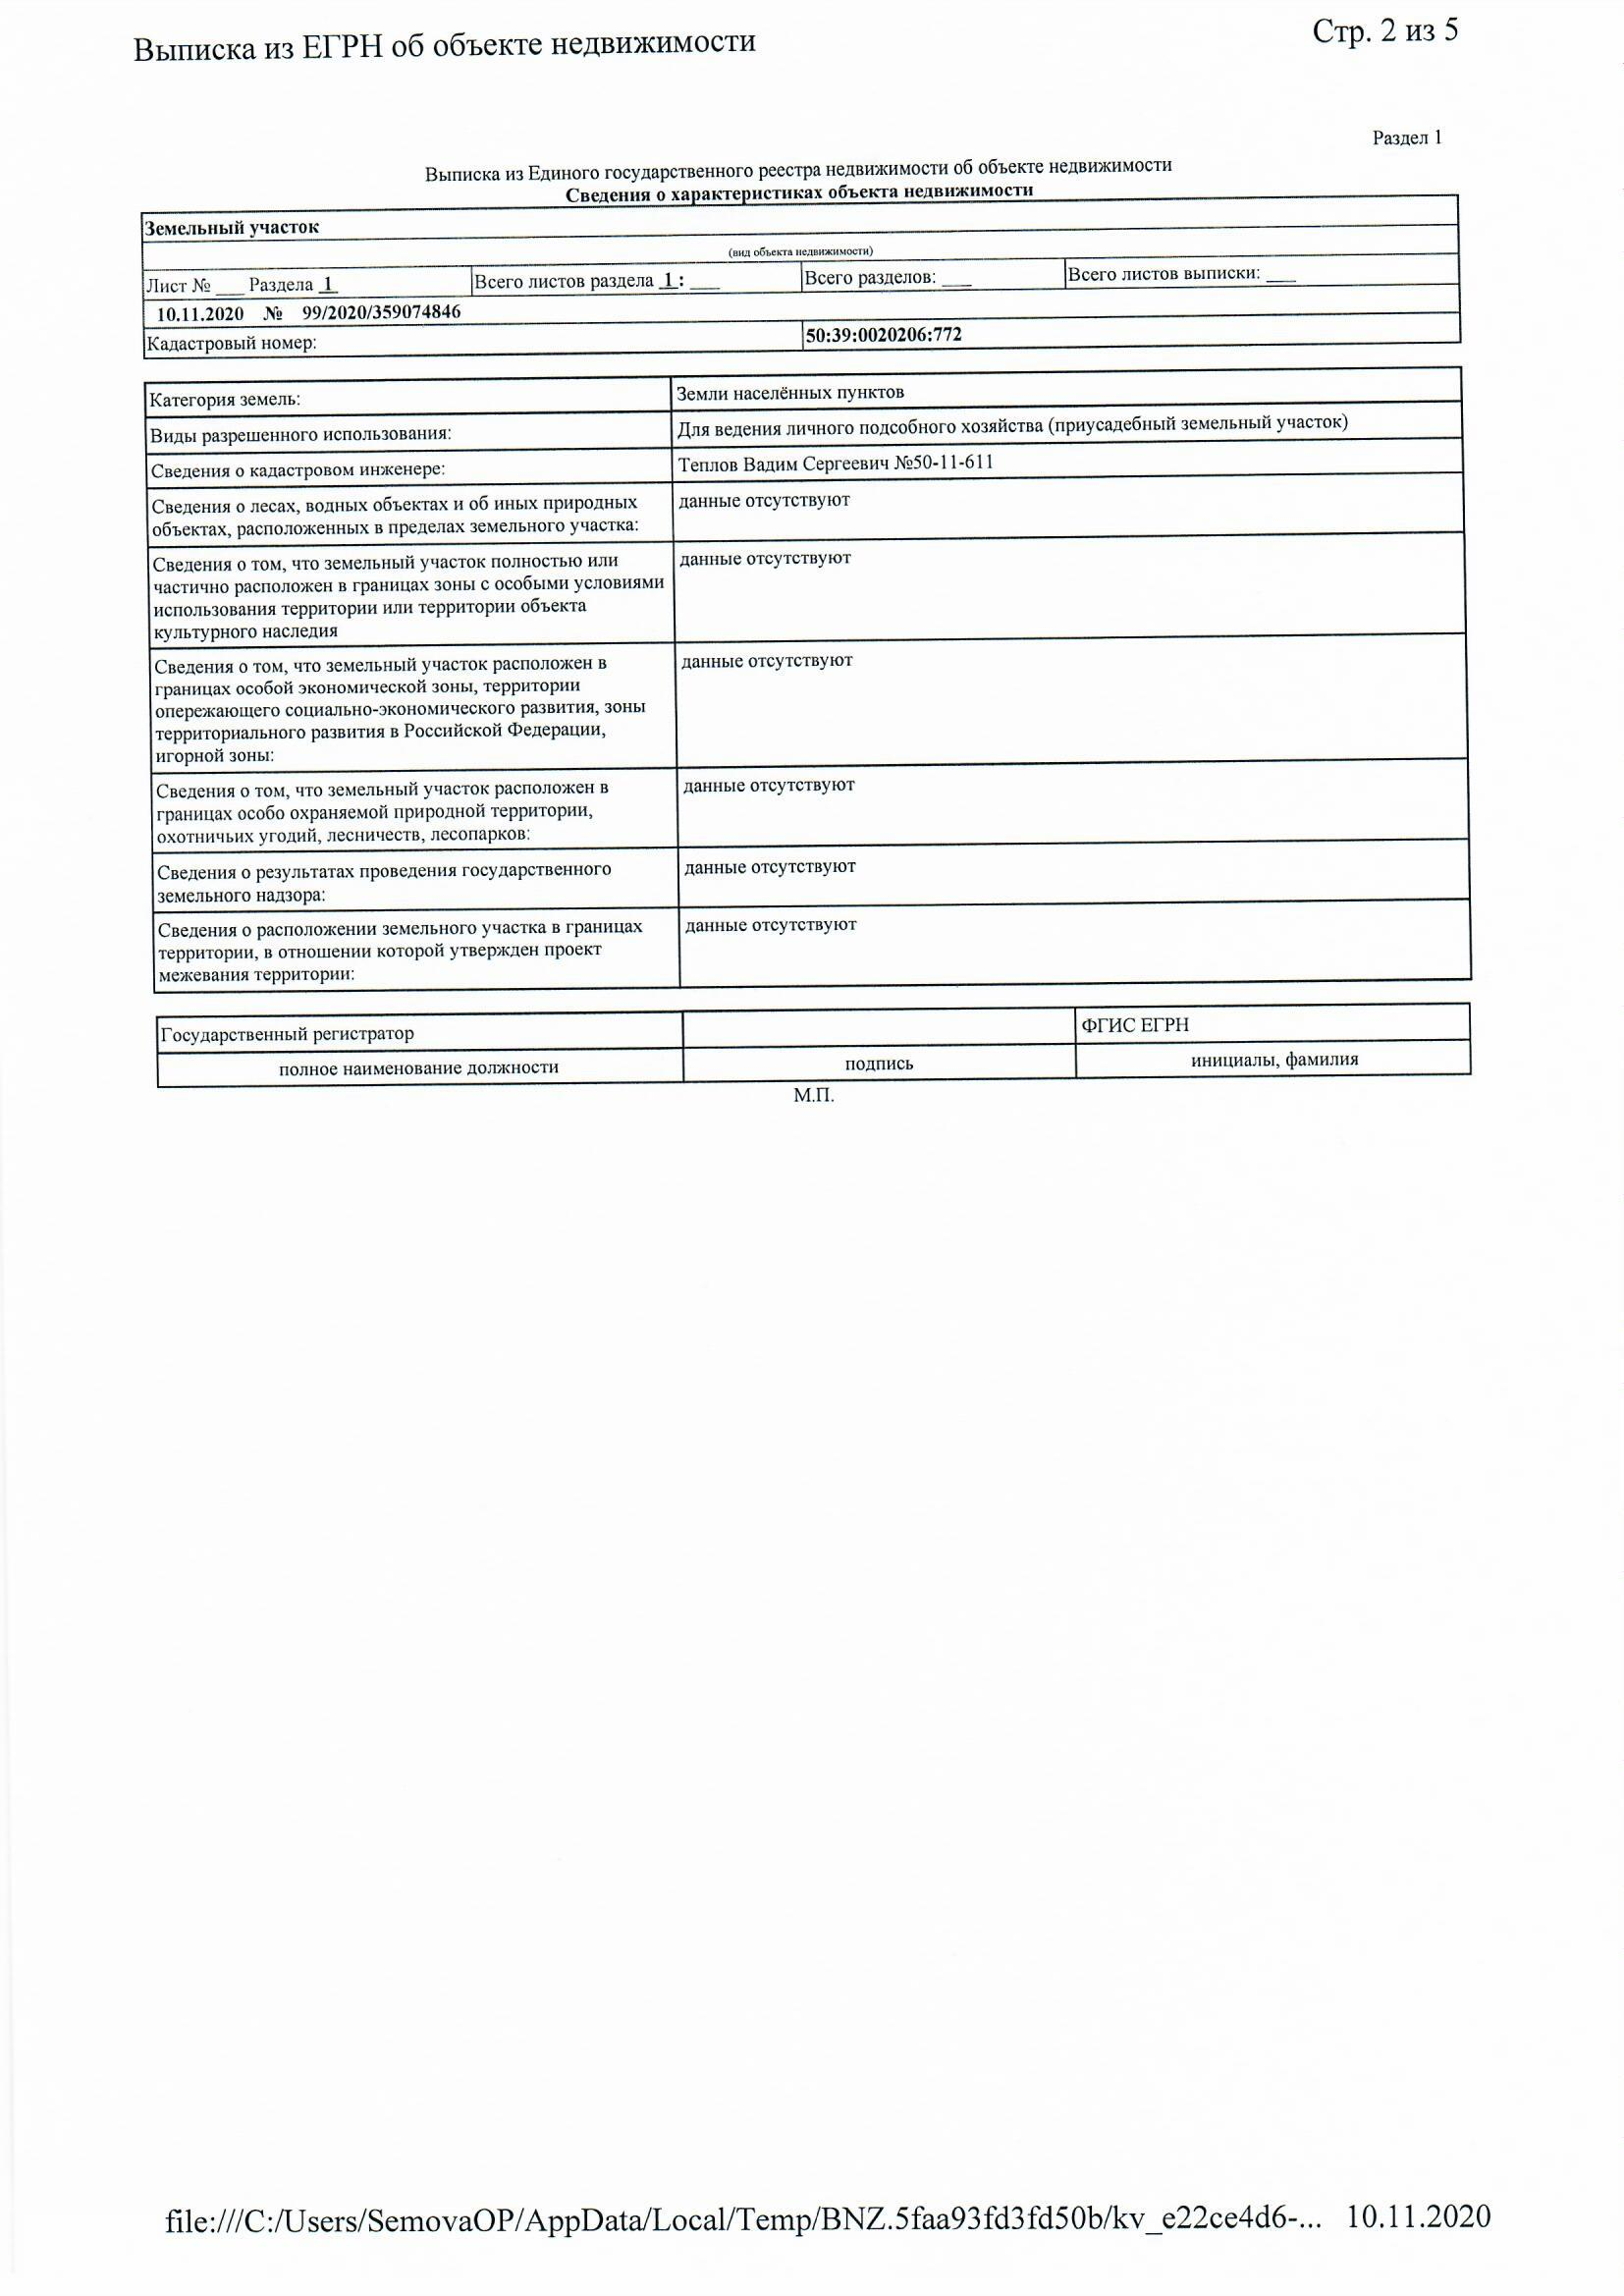 Выписка из ЕГРН об объекте недвижимости
Стр. 2 из 5
Раздел 1
Выписка из Единого государственного реестра недвижимости об объекте недвижимости
Сведения о характеристиках объекта недвижимости
Земельный участок
(вид объекта недвижимости)
Лист № ___ Раздела 1
Всего листов раздела 1 : ___
Всего разделов: ___
Всего листов выписки: ___
10.11.2020 № 99/2020/359074846
Кадастровый номер:
50:39:0020206:772
Категория земель:
Земли населённых пунктов
Виды разрешенного использования:
Для ведения личного подсобного хозяйства (приусадебный земельный участок)
Сведения о кадастровом инженере:
Теплов Вадим Сергеевич №50-11-611
Сведения о лесах, водных объектах и об иных природных
объектах, расположенных в пределах земельного участка:
данные отсутствуют
Сведения о том, что земельный участок полностью или
частично расположен в границах зоны с особыми условиями
использования территории или территории объекта
культурного наследия
данные отсутствуют
Сведения о том, что земельный участок расположен в
границах особой экономической зоны, территории
опережающего социально-экономического развития, зоны
территориального развития в Российской Федерации,
игорной зоны:
данные отсутствуют
Сведения о том, что земельный участок расположен в
границах особо охраняемой природной территории,
охотничьих угодий, лесничеств, лесопарков:
данные отсутствуют
Сведения о результатах проведения государственного
земельного надзора:
данные отсутствуют
Сведения о расположении земельного участка в границах
территории, в отношении которой утвержден проект
межевания территории:
данные отсутствуют
Государственный регистратор
ФГИС ЕГРН
полное наименование должности
подпись
инициалы, фамилия
М.П.
file:///C:/Users/SemovaOP/AppData/Local/Temp/BNZ.5faa93fd3fd50b/kv_e22ce4d6-... 10.11.2020